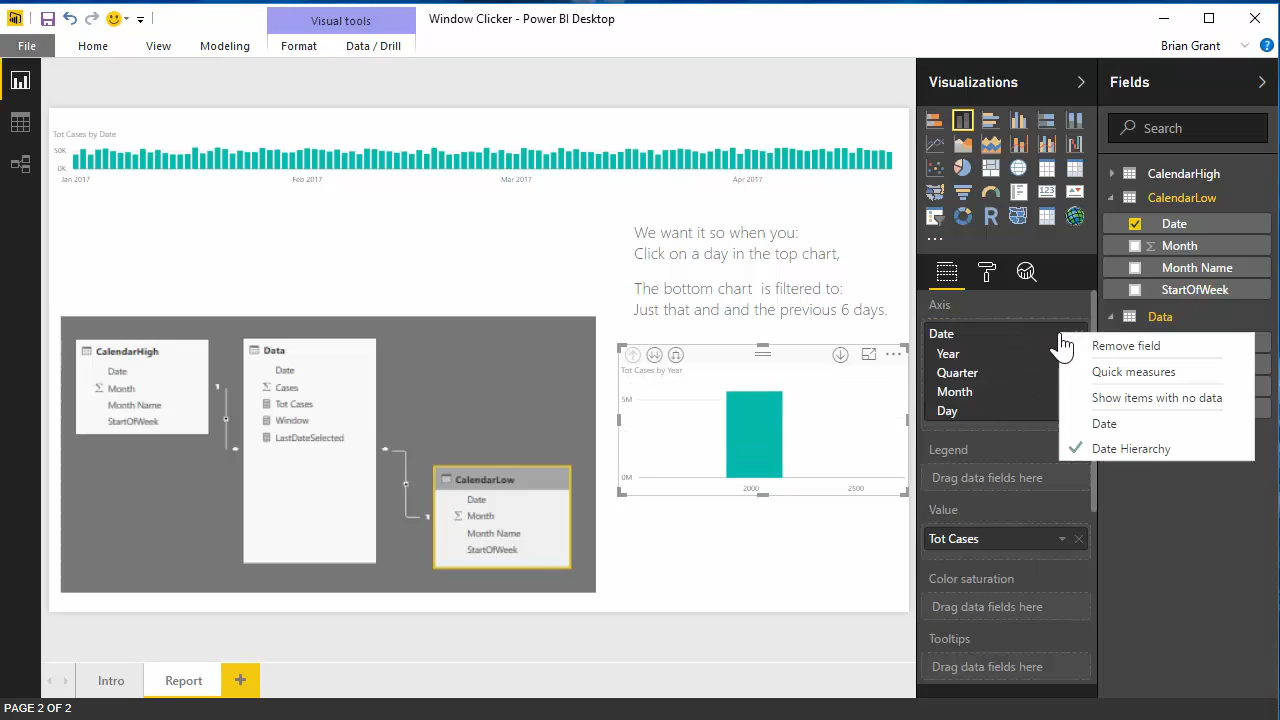 Visual tools
Window Clicker - Power BI Desktop
File
Home
View
Modeling
Format
Data / Drill
Brian Grant
?
Tot Cases by Date
50K
0K
Jan 2017
Feb 2017
Mar 2017
Apr 2017
We want it so when you:
Click on a day in the top chart,
The bottom chart  is filtered to:
Just that and and the previous 6 days.
CalendarHigh
Date
Σ Month
Month Name
StartOfWeek
1
Data
Date
Σ Cases
Tot Cases
Window
LastDateSelected
CalendarLow
Date
Σ Month
Month Name
StartOfWeek
1
Tot Cases by Year
5M
0M
2000
2500
Visualizations
R
123
...
Axis
Date
Year
Quarter
Month
Day
Legend
Drag data fields here
Value
Tot Cases
Color saturation
Drag data fields here
Tooltips
Drag data fields here
Fields
Search
CalendarHigh
CalendarLow
Date
Σ Month
Month Name
StartOfWeek
Data
Remove field
Quick measures
Show items with no data
Date
Date Hierarchy
Intro
Report
+
PAGE 2 OF 2